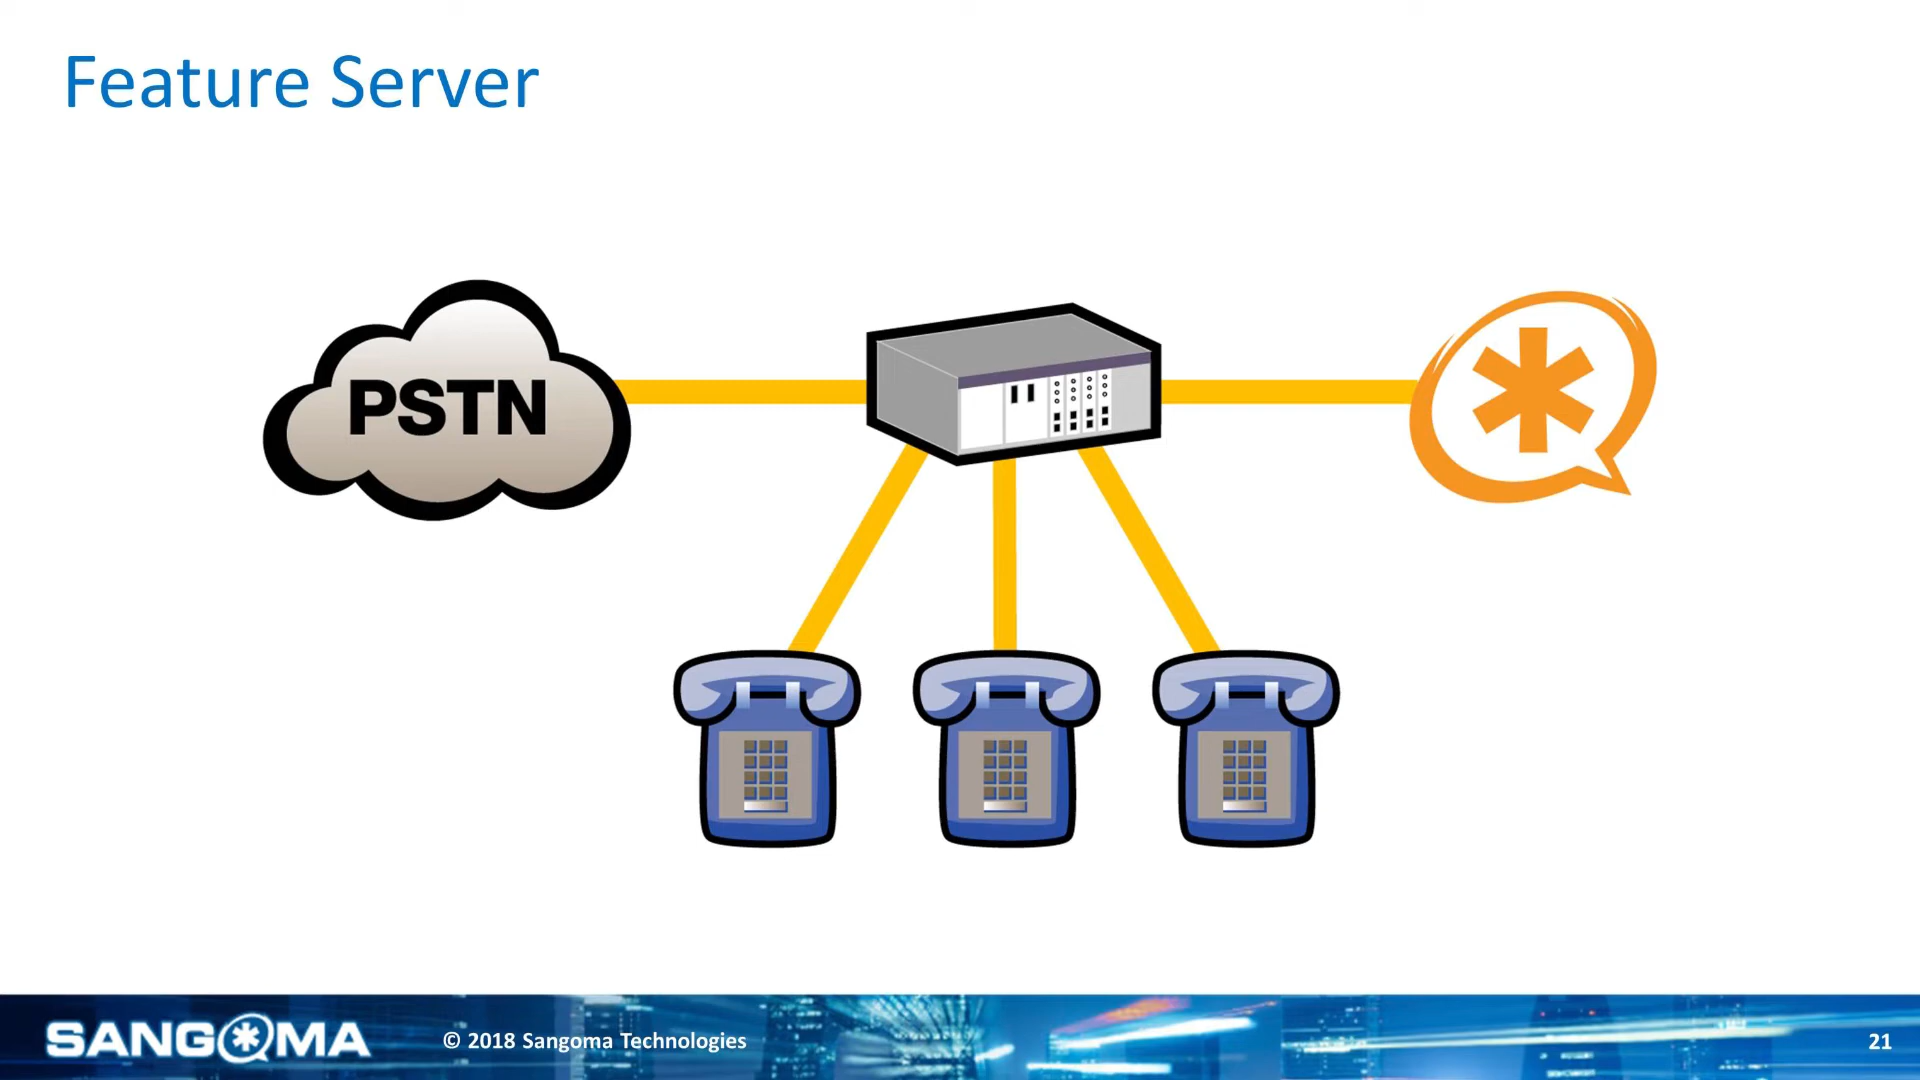 Feature Server
PSTN
SANGOMA
© 2018 Sangoma Technologies
21